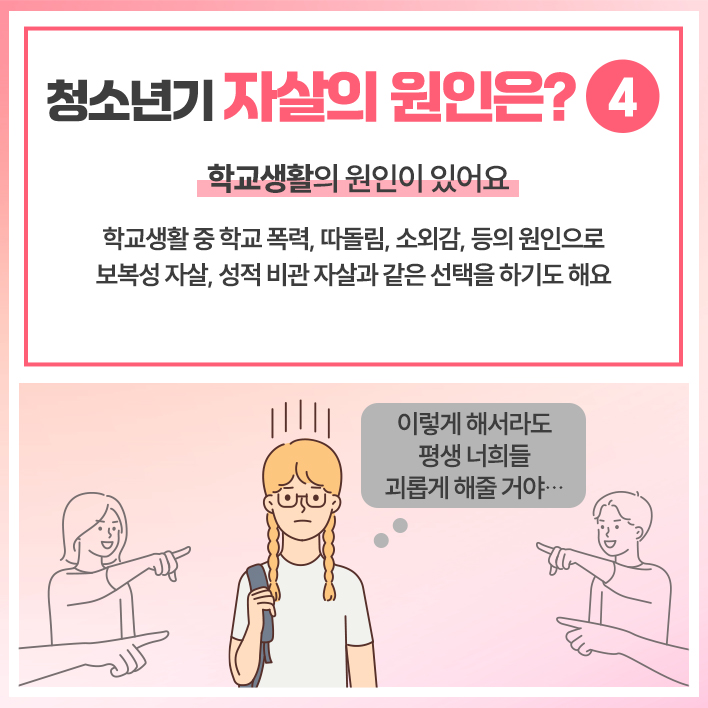 청소년기 자살의 원인은? 4
학교생활의 원인이 있어요
학교생활 중 학교 폭력, 따돌림, 소외감, 등의 원인으로
보복성 자살, 성적 비관 자살과 같은 선택을 하기도 해요
이렇게 해서라도
평생 너희들
괴롭게 해줄 거야…